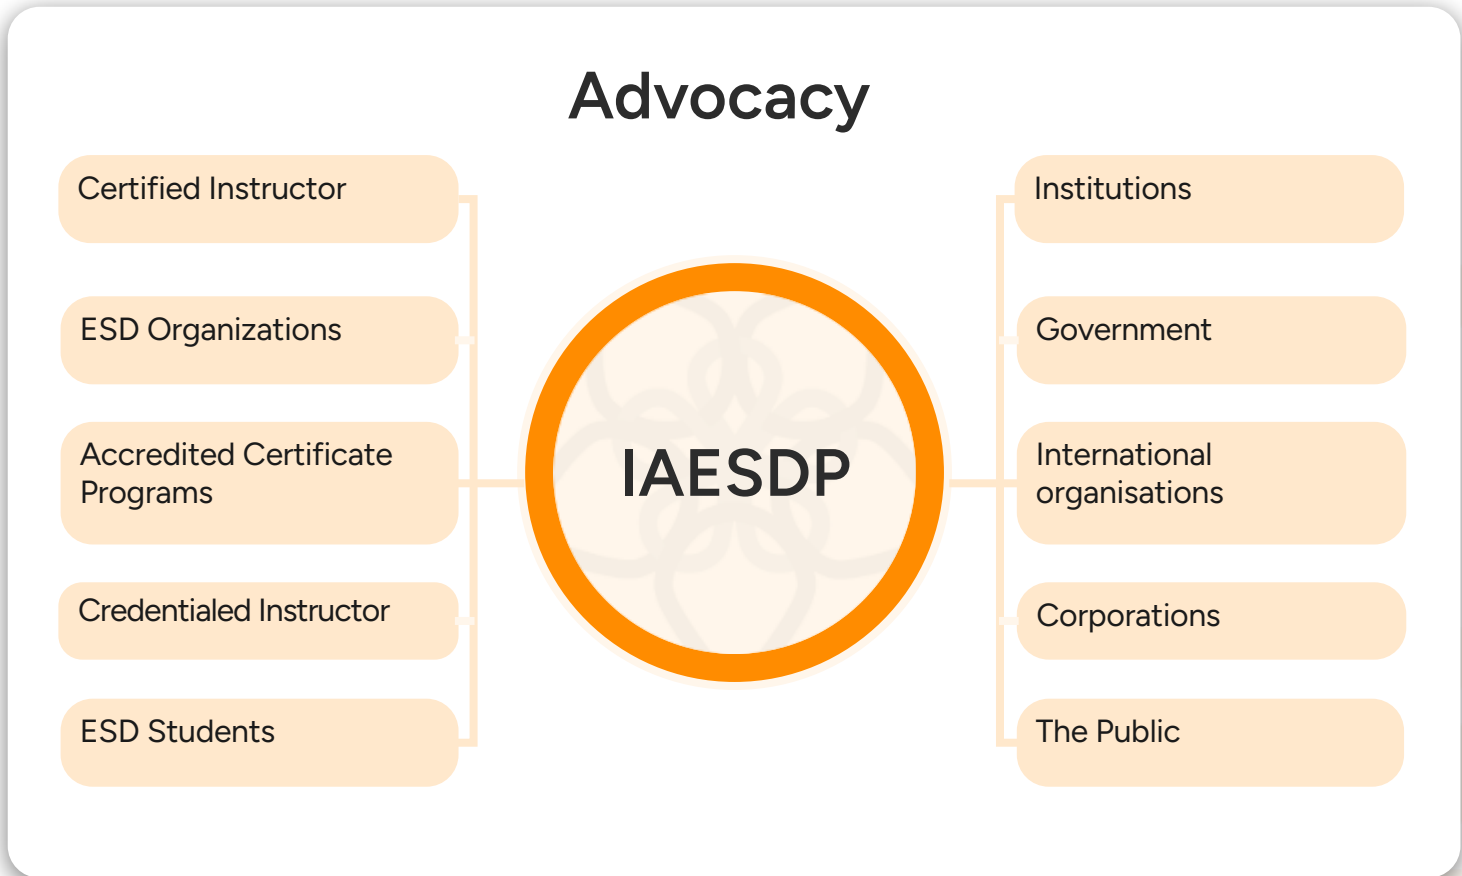 Advocacy
Certified Instructor
ESD Organizations
Accredited Certificate
Programs
Credentialed Instructor
ESD Students
IAESDP
Institutions
Government
International
organisations
Corporations
The Public